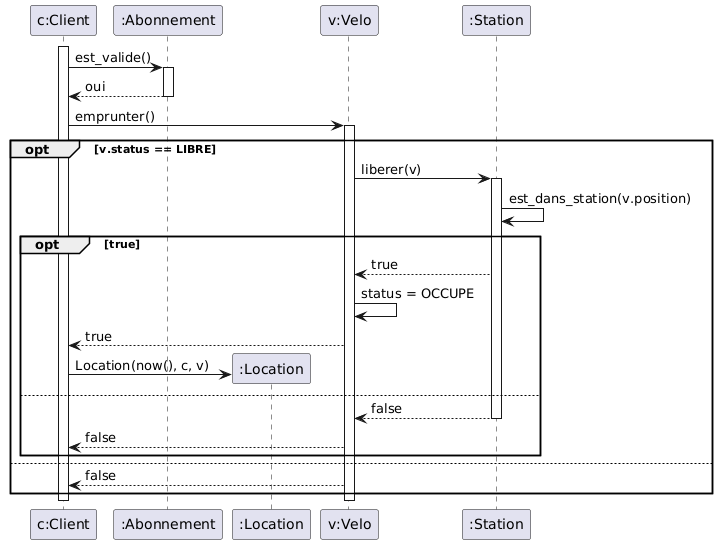 c:Client :Abonnement v:Velo :Station
est_valide()
oui
emprunter()
opt [v.status == LIBRE]
liberer(v)
est_dans_station(v.position)
opt [true]
true
status = OCCUPE
true
Location(now(), c, v) :Location
false
false
false
c:Client :Abonnement :Location v:Velo :Station